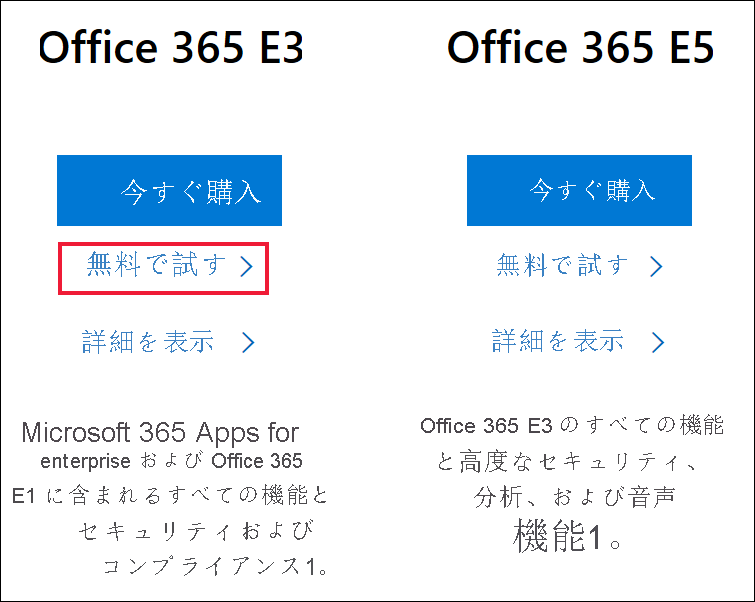 Office 365 E3
今すぐ購入
無料で試す
詳細を表示
Microsoft 365 Apps for
enterprise および Office 365
E1 に含まれるすべての機能と
セキュリティおよび
コンプライアンス1。
Office 365 E5
今すぐ購入
無料で試す
詳細を表示
Office 365 E3 のすべての機能
と高度なセキュリティ、
分析、および音声
機能1。